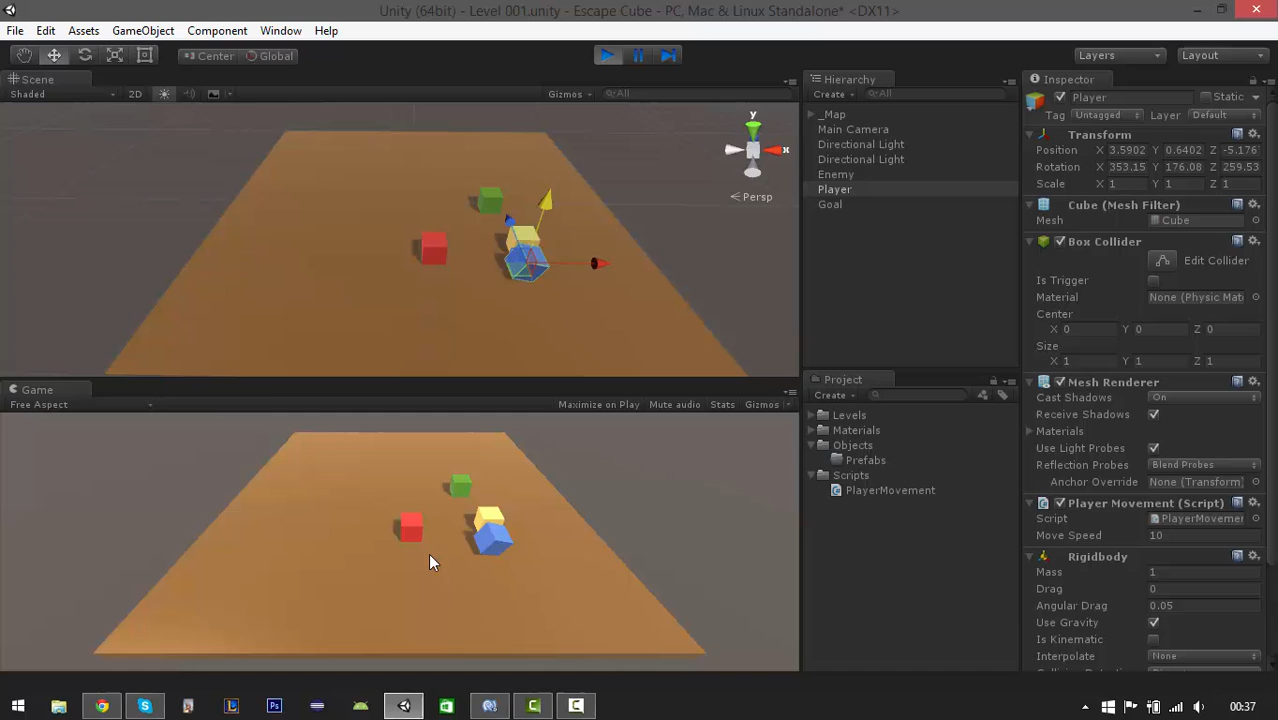 Unity (64bit) - Level 001.unity - Escape Cube - PC, Mac & Linux Standalone* <DX11>
File Edit Assets GameObject Component Window Help
Center Global Layers Layout
Scene
Shaded 2D Gizmos All
y
x
Persp
Game
Free Aspect Maximize on Play Mute audio Stats Gizmos
Hierarchy
Create All
_Map
Main Camera
Directional Light
Directional Light
Enemy
Player
Goal
Project
Create
Levels
Materials
Objects
Prefabs
Scripts
PlayerMovement
Inspector
Player Static
Tag Untagged Layer Default
Transform
Position X 3.5902 Y 0.6402 Z -5.176
Rotation X 353.15 Y 176.08 Z 259.53
Scale X 1 Y 1 Z 1
Cube (Mesh Filter)
Mesh Cube
Box Collider
Edit Collider
Is Trigger
Material None (Physic Mat
Center
X 0 Y 0 Z 0
Size
X 1 Y 1 Z 1
Mesh Renderer
Cast Shadows On
Receive Shadows
Materials
Use Light Probes
Reflection Probes Blend Probes
Anchor Override None (Transform)
Player Movement (Script)
Script PlayerMovemen
Move Speed 10
Rigidbody
Mass 1
Drag 0
Angular Drag 0.05
Use Gravity
Is Kinematic
Interpolate None
Ps
00:37